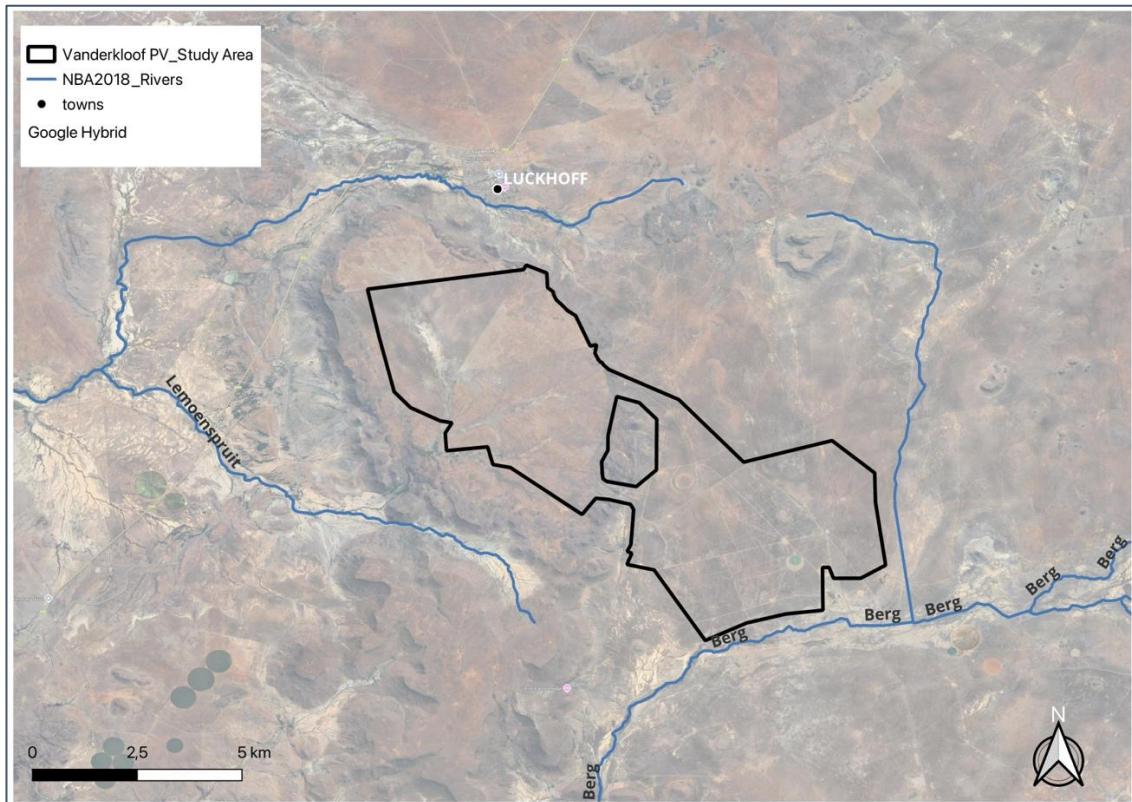 Vanderkloof PV_Study Area
NBA2018_Rivers
towns
Google Hybrid
LUCKHOFF
Lemoenspruit
Berg
Berg
Berg
Berg
Berg
Berg
N
0 2,5 5 km